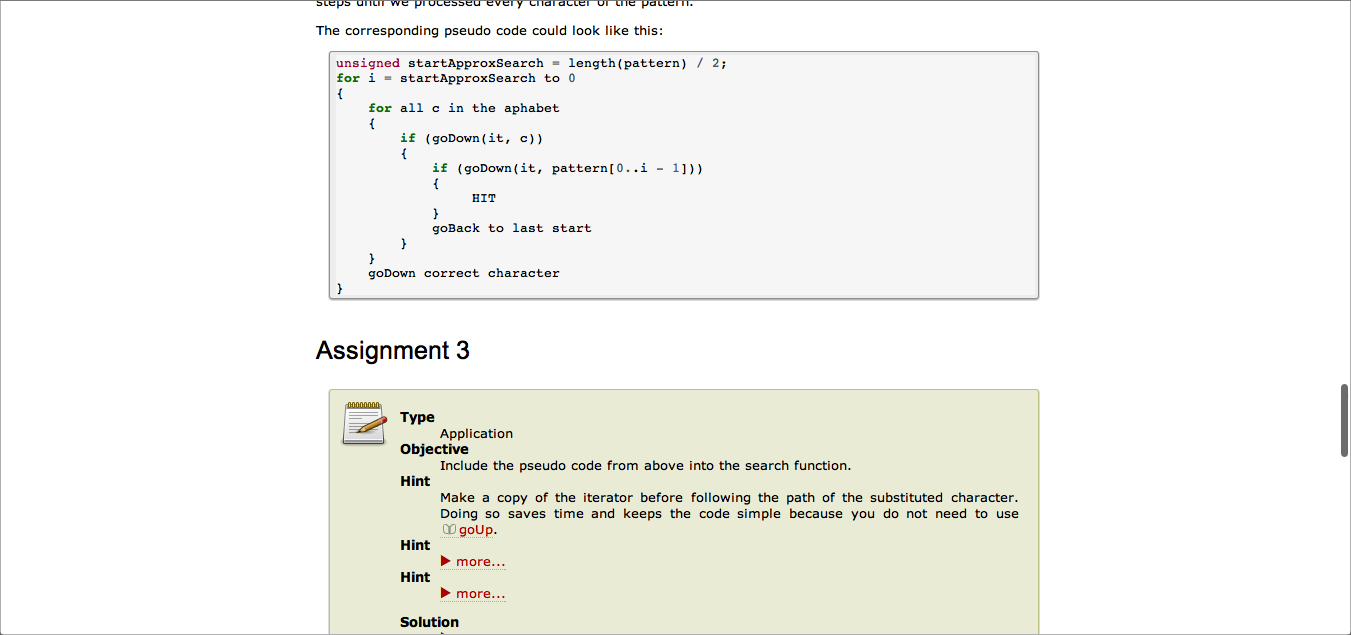 steps until we processed every character of the pattern.
The corresponding pseudo code could look like this:
unsigned startApproxSearch = length(pattern) / 2;
for i = startApproxSearch to 0
{
    for all c in the aphabet
    {
        if (goDown(it, c))
        {
            if (goDown(it, pattern[0..i - 1]))
            {
                 HIT
            }
            goBack to last start
        }
    }
    goDown correct character
}
Assignment 3
Type
Application
Objective
Include the pseudo code from above into the search function.
Hint
Make a copy of the iterator before following the path of the substituted character.
Doing so saves time and keeps the code simple because you do not need to use
goUp.
Hint
more...
Hint
more...
Solution